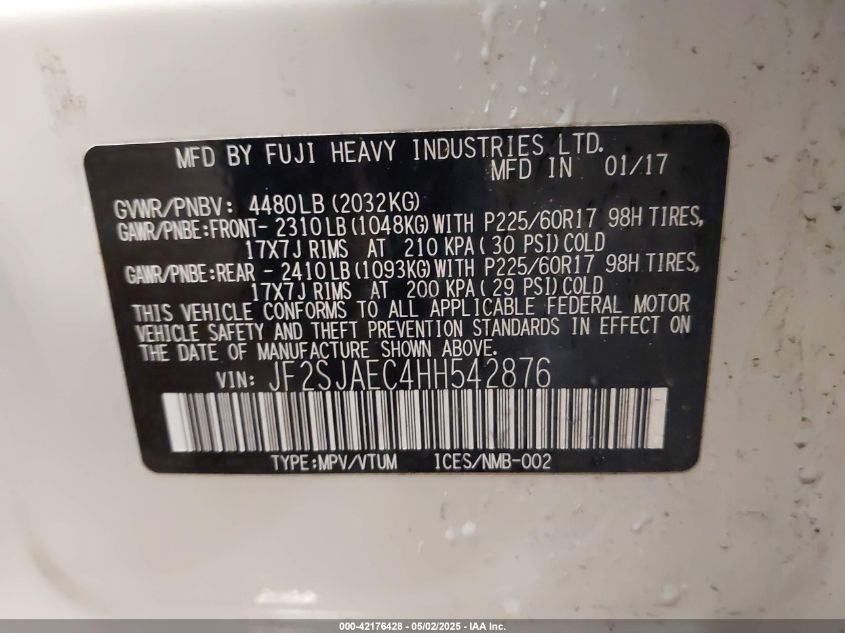 MFD BY FUJI HEAVY INDUSTRIES LTD.
MFD IN 01/17
GVWR/PNBV: 4480LB (2032KG)
GAWR/PNBE:FRONT- 2310LB (1048KG) WITH P225/60R17 98H TIRES,
17X7J RIMS AT 210 KPA (30 PSI) COLD
GAWR/PNBE:REAR - 2410LB (1093KG) WITH P225/60R17 98H TIRES,
17X7J RIMS AT 200 KPA (29 PSI) COLD
THIS VEHICLE CONFORMS TO ALL APPLICABLE FEDERAL MOTOR
VEHICLE SAFETY AND THEFT PREVENTION STANDARDS IN EFFECT ON
THE DATE OF MANUFACTURE SHOWN ABOVE.
VIN: JF2SJAEC4HH542876
TYPE:MPV/VTUM ICES/NMB-002
000-42176428 - 05/02/2025 - IAA Inc.